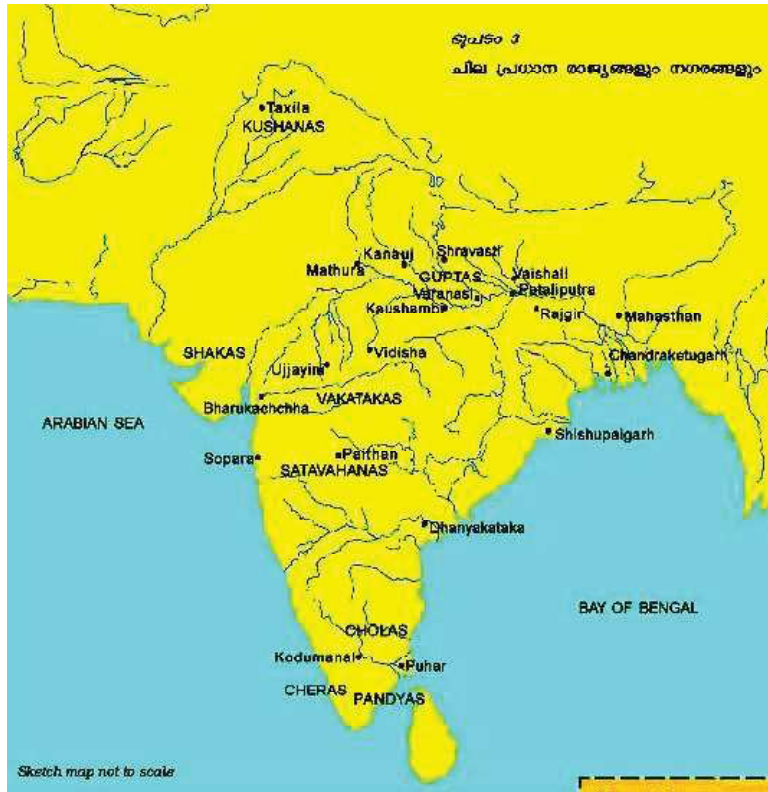 ഭൂപടം 3
ചില പ്രധാന രാജ്യങ്ങളും നഗരങ്ങളും
Taxila
KUSHANAS
Kanauj
Shravasti
Mathura
GUPTAS
Vaishali
Varanasi
Pataliputra
Kaushambi
Rajgir
Mahasthan
SHAKAS
Vidisha
Chandraketugarh
Ujjayini
Bharukachchha
VAKATAKAS
ARABIAN SEA
Shishupalgarh
Sopara
Paithan
SATAVAHANAS
Dhanyakataka
BAY OF BENGAL
CHOLAS
Kodumanal
Puhar
CHERAS
PANDYAS
Sketch map not to scale